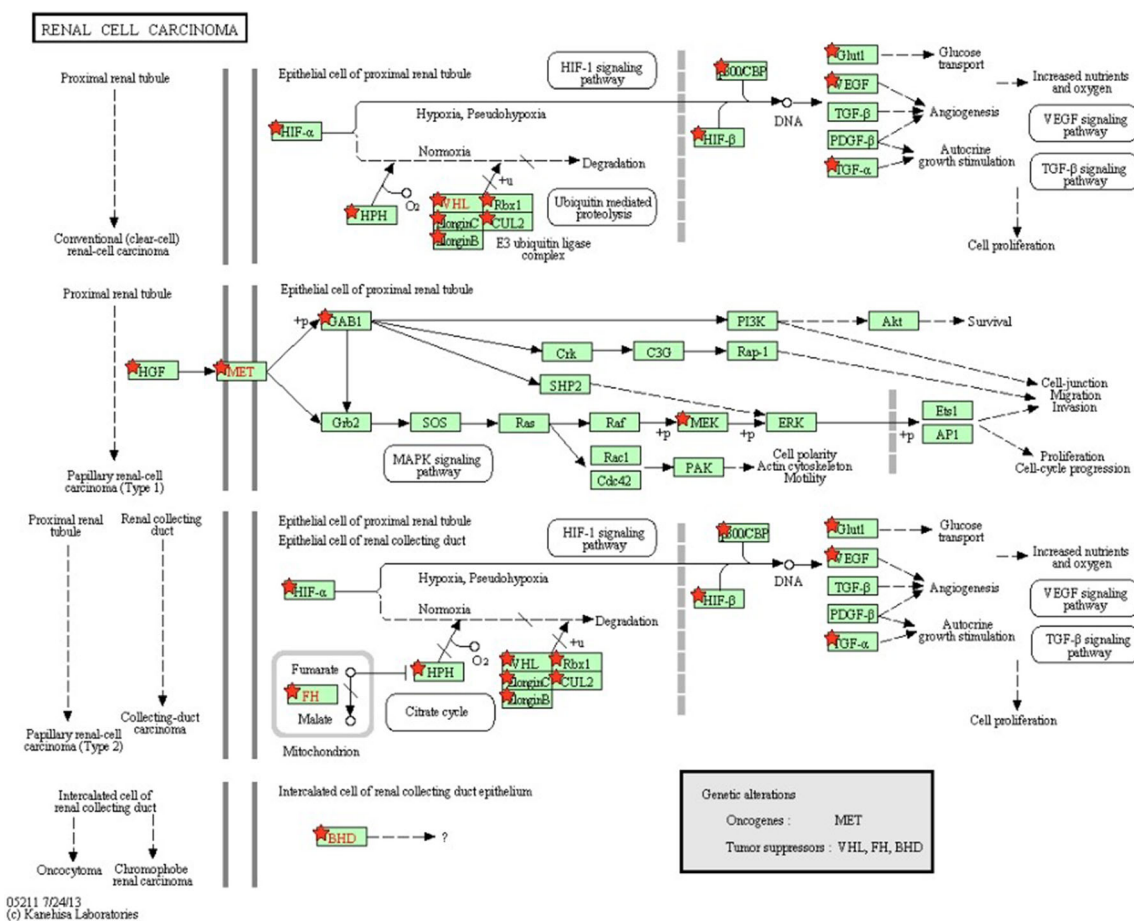 RENAL CELL CARCINOMA
Proximal renal tubule
Conventional (clear-cell)
renal-cell carcinoma
Epithelial cell of proximal renal tubule
HIF-1 signaling
pathway
HIF-α
Hypoxia, Pseudohypoxia
Normoxia
Degradation
HPH
O2
+u
VHL
Rbx1
ElonginC
CUL2
ElonginB
E3 ubiquitin ligase
complex
Ubiquitin mediated
proteolysis
p300/CBP
HIF-β
DNA
Glut1
VEGF
TGF-β
PDGF-β
TGF-α
Glucose
transport
Angiogenesis
Autocrine
growth stimulation
Increased nutrients
and oxygen
VEGF signaling
pathway
TGF-β signaling
pathway
Cell proliferation
Proximal renal tubule
Papillary renal-cell
carcinoma (Type 1)
Epithelial cell of proximal renal tubule
HGF
MET
+p
GAB1
PI3K
Akt
Survival
Crk
C3G
Rap-1
SHP2
Grb2
SOS
Ras
Raf
+p
MEK
+p
ERK
+p
Ets1
AP1
Cell-junction
Migration
Invasion
Proliferation
Cell-cycle progression
MAPK signaling
pathway
Rac1
Cdc42
PAK
Cell polarity
Actin cytoskeleton
Motility
Proximal renal
tubule
Renal collecting
duct
Papillary renal-cell
carcinoma (Type 2)
Collecting-duct
carcinoma
Epithelial cell of proximal renal tubule
Epithelial cell of renal collecting duct
HIF-1 signaling
pathway
HIF-α
Hypoxia, Pseudohypoxia
Normoxia
Degradation
Fumarate
FH
Malate
Mitochondrion
HPH
O2
Citrate cycle
+u
VHL
Rbx1
ElonginC
CUL2
ElonginB
p300/CBP
HIF-β
DNA
Glut1
VEGF
TGF-β
PDGF-β
TGF-α
Glucose
transport
Angiogenesis
Autocrine
growth stimulation
Increased nutrients
and oxygen
VEGF signaling
pathway
TGF-β signaling
pathway
Cell proliferation
Intercalated cell of
renal collecting duct
Oncocytoma
Chromophobe
renal carcinoma
Intercalated cell of renal collecting duct epithelium
BHD
?
Genetic alterations
Oncogenes : MET
Tumor suppressors : VHL, FH, BHD
05211 7/24/13
(c) Kanehisa Laboratories